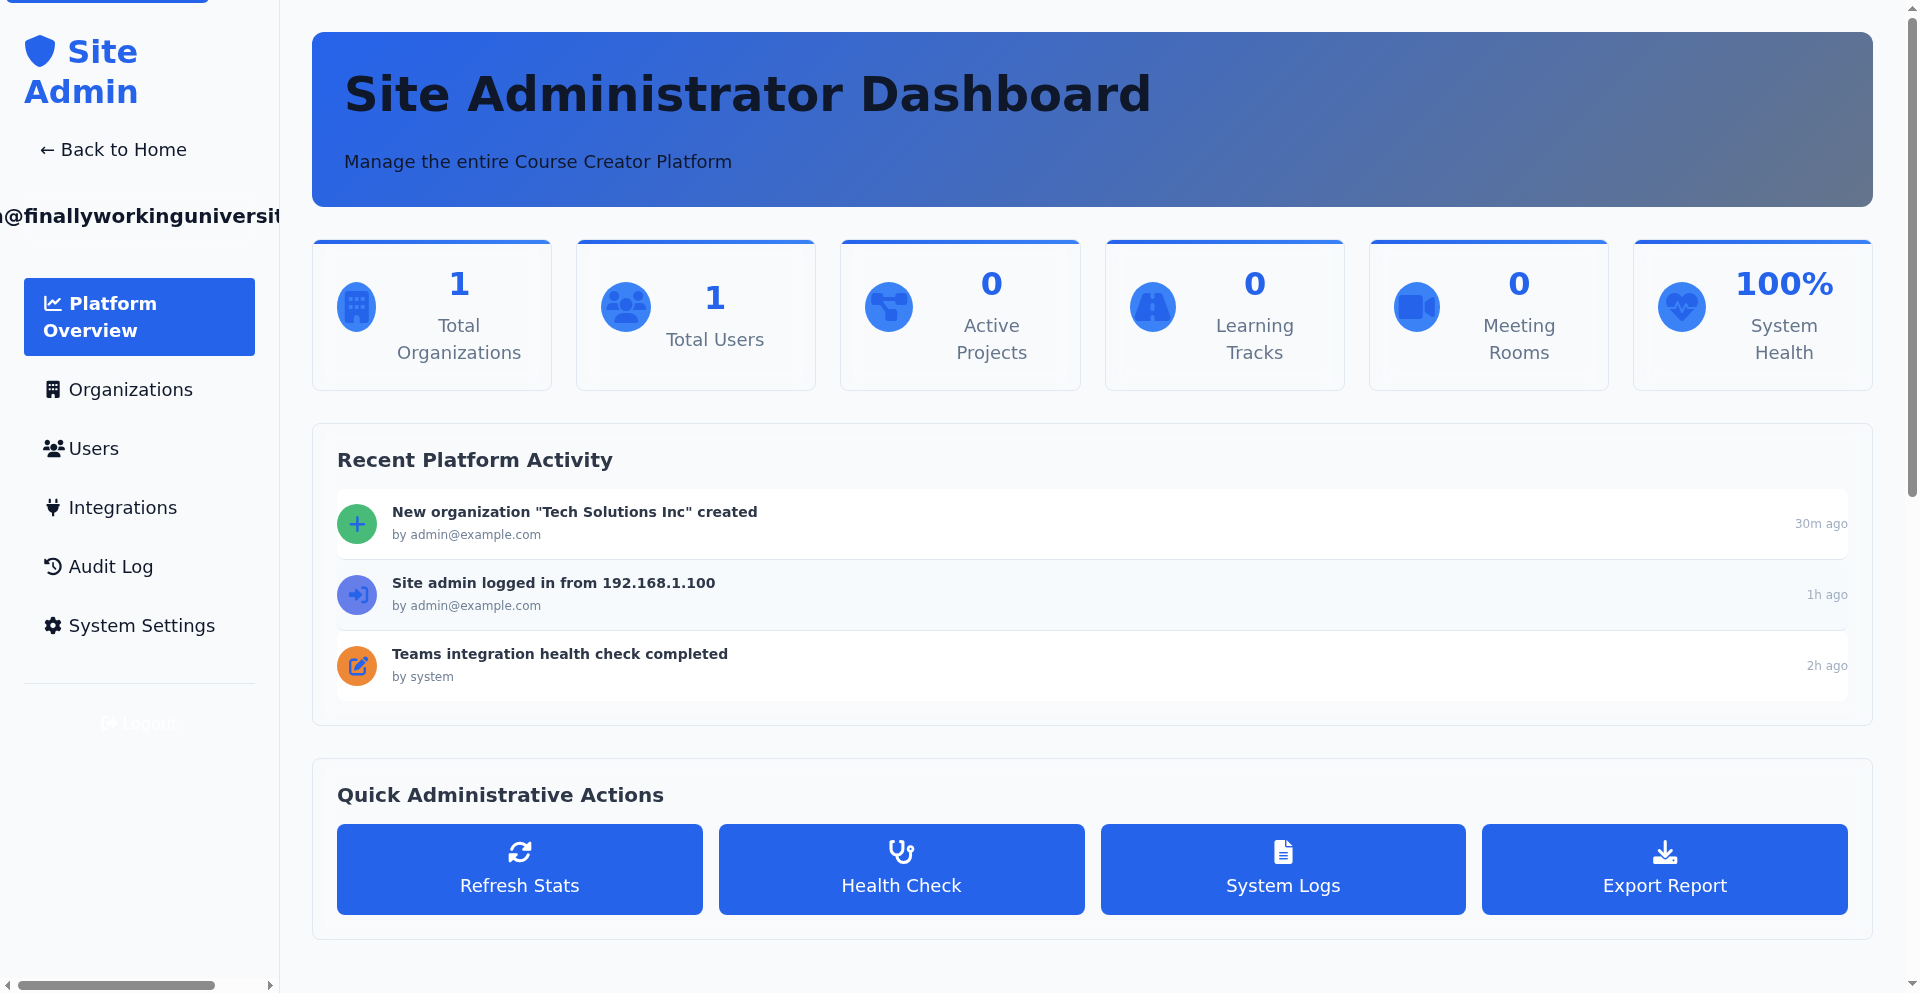 Site
Admin
← Back to Home
@finallyworkinguniversit
Platform
Overview
Organizations
Users
Integrations
Audit Log
System Settings
Logout
Site Administrator Dashboard
Manage the entire Course Creator Platform
1
Total
Organizations
1
Total Users
0
Active
Projects
0
Learning
Tracks
0
Meeting
Rooms
100%
System
Health
Recent Platform Activity
New organization "Tech Solutions Inc" created
by admin@example.com
30m ago
Site admin logged in from 192.168.1.100
by admin@example.com
1h ago
Teams integration health check completed
by system
2h ago
Quick Administrative Actions
Refresh Stats
Health Check
System Logs
Export Report